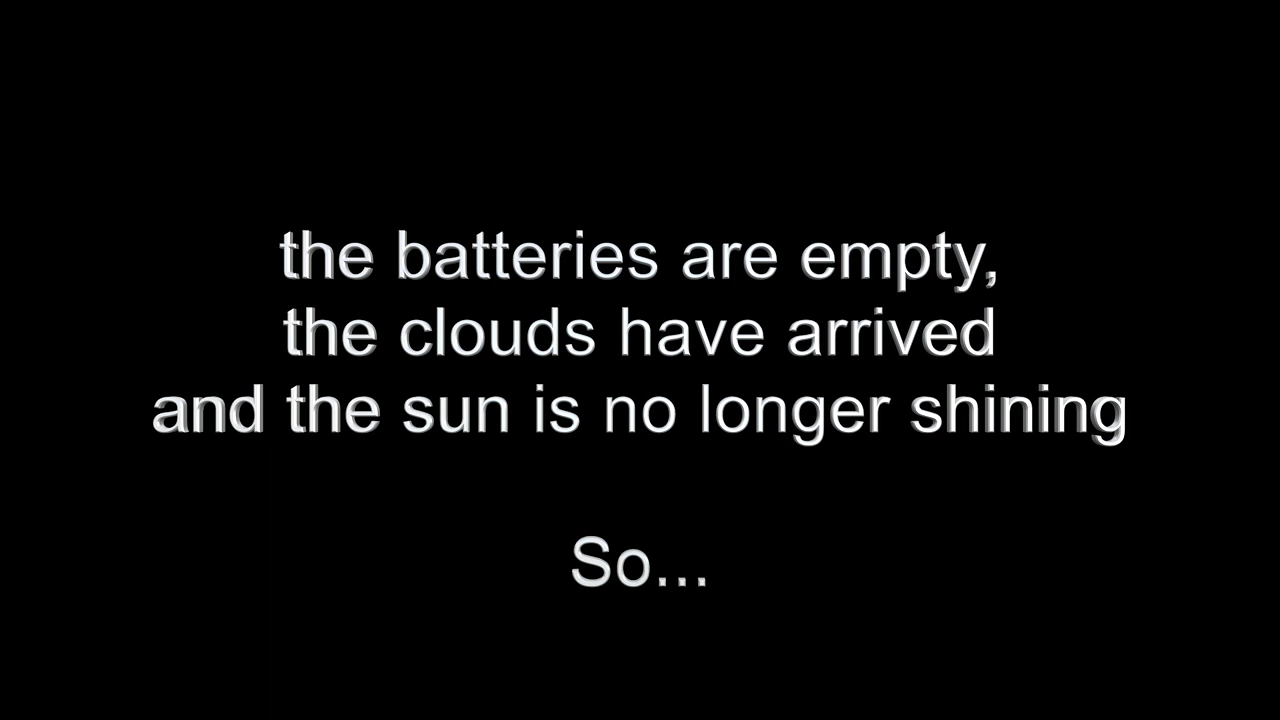 the batteries are empty,
the clouds have arrived
and the sun is no longer shining
So...